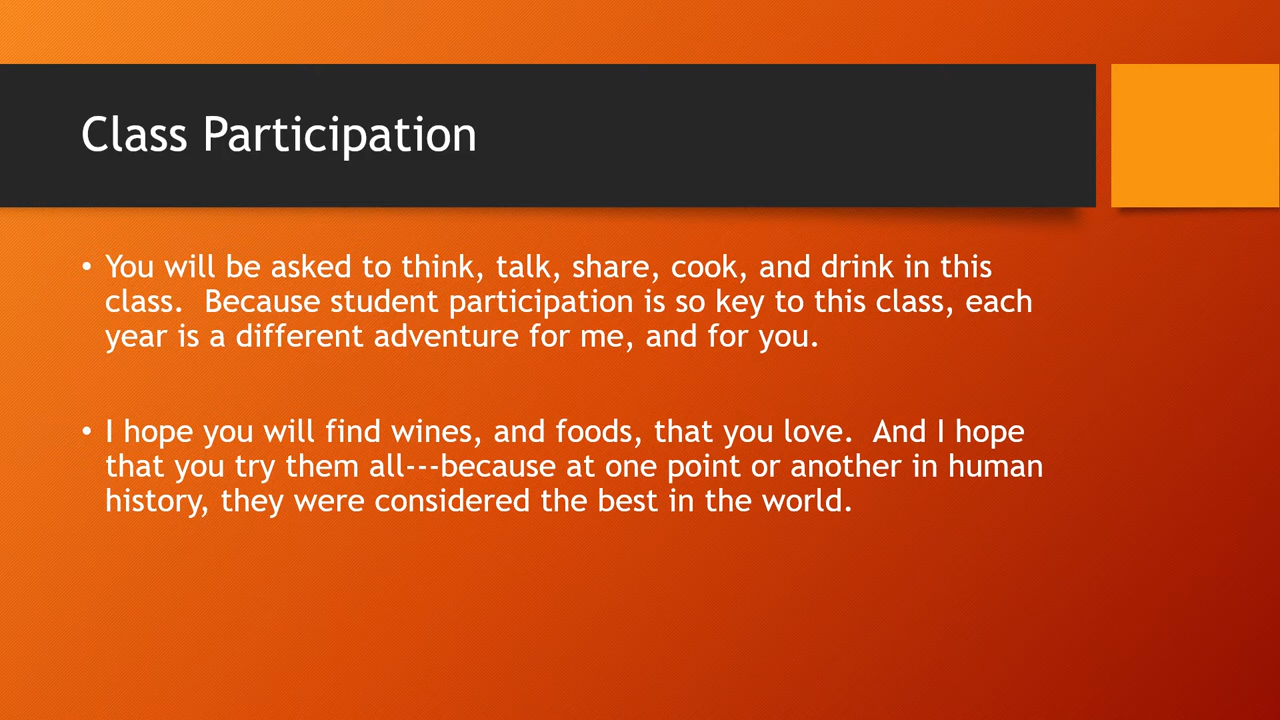 Class Participation
• You will be asked to think, talk, share, cook, and drink in this
class.  Because student participation is so key to this class, each
year is a different adventure for me, and for you.
• I hope you will find wines, and foods, that you love.  And I hope
that you try them all---because at one point or another in human
history, they were considered the best in the world.